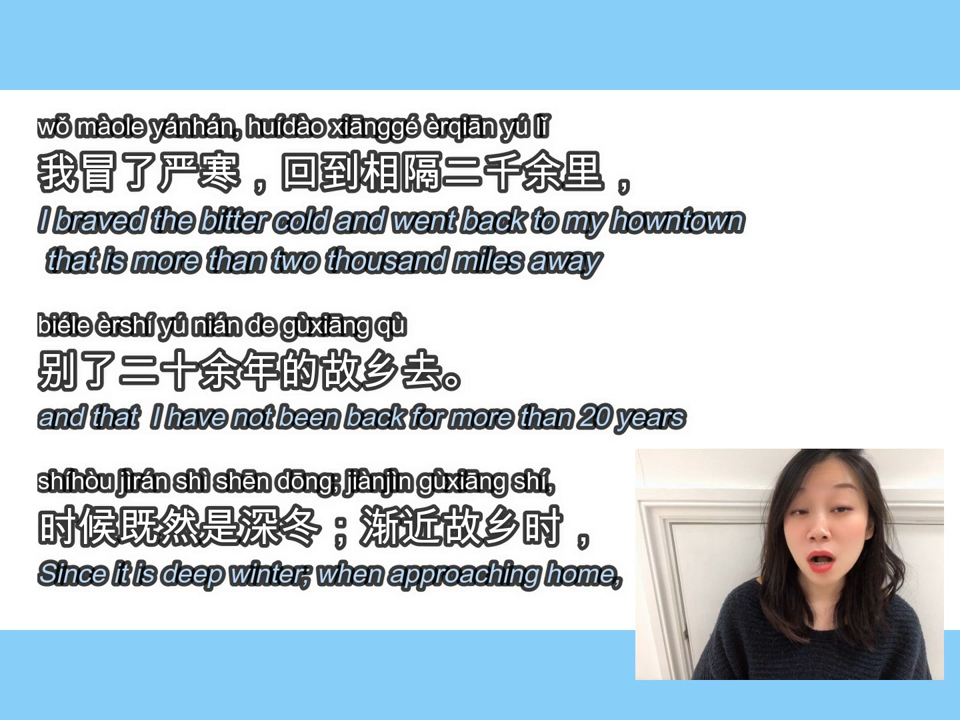 wǒ màole yánhán, huídào xiānggé èrqiān yú lǐ
我冒了严寒，回到相隔二千余里，
I braved the bitter cold and went back to my howntown
that is more than two thousand miles away
biéle èrshí yú nián de gùxiāng qù
别了二十余年的故乡去。
and that I have not been back for more than 20 years
shíhòu jìrán shì shēn dōng; jiànjìn gùxiāng shí,
时候既然是深冬；渐近故乡时，
Since it is deep winter; when approaching home,